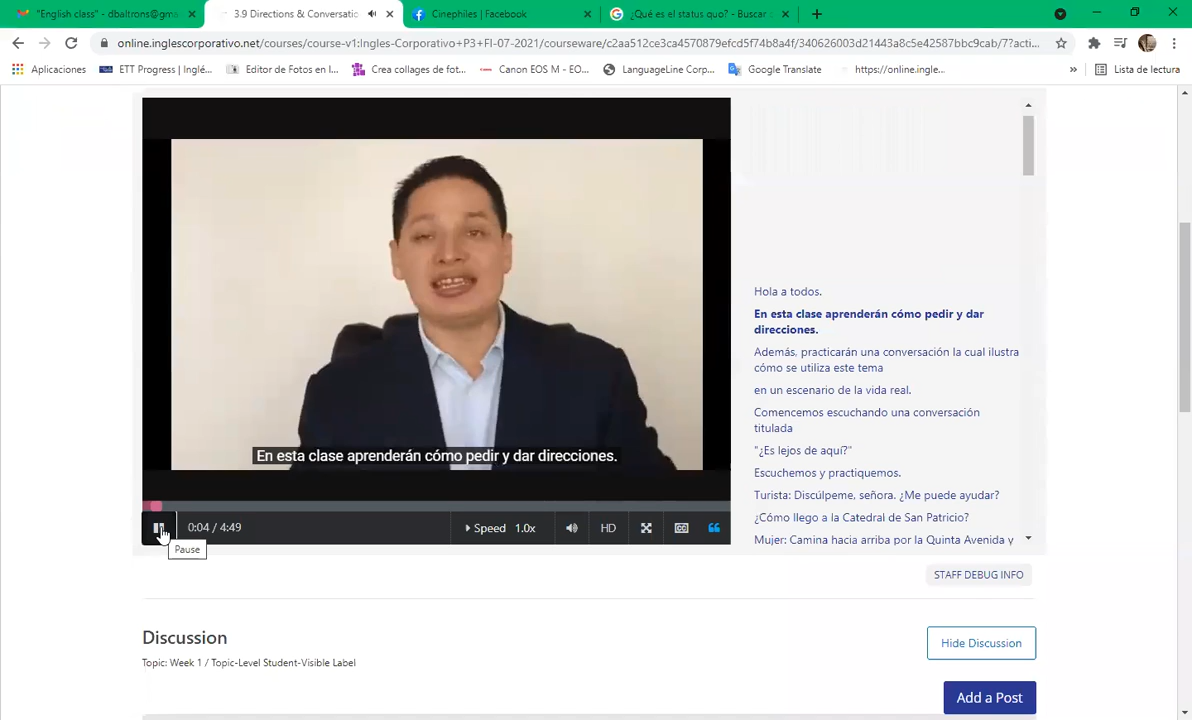 "English class" - dbaltrons@gma
3.9 Directions & Conversatio
Cinephiles | Facebook
¿Qué es el status quo? - Buscar
online.inglescorporativo.net/courses/course-v1:Ingles-Corporativo+P3+FI-07-2021/courseware/c2aa512ce3ca4570879efcd5f74b8a4f/340626003d21443a8c5e42587bbc9cab/7?acti...
Aplicaciones
ETT Progress | Inglé...
Editor de Fotos en l...
Crea collages de fot...
Canon EOS M - EO...
LanguageLine Corp...
Google Translate
https://online.ingle...
Lista de lectura
En esta clase aprenderán cómo pedir y dar direcciones.
0:04 / 4:49
Speed 1.0x
HD
Pause
Hola a todos.
En esta clase aprenderán cómo pedir y dar
direcciones.
Además, practicarán una conversación la cual ilustra
cómo se utiliza este tema
en un escenario de la vida real.
Comencemos escuchando una conversación
titulada
"¿Es lejos de aquí?"
Escuchemos y practiquemos.
Turista: Discúlpeme, señora. ¿Me puede ayudar?
¿Cómo llego a la Catedral de San Patricio?
Mujer: Camina hacia arriba por la Quinta Avenida y
STAFF DEBUG INFO
Discussion
Topic: Week 1 / Topic-Level Student-Visible Label
Hide Discussion
Add a Post